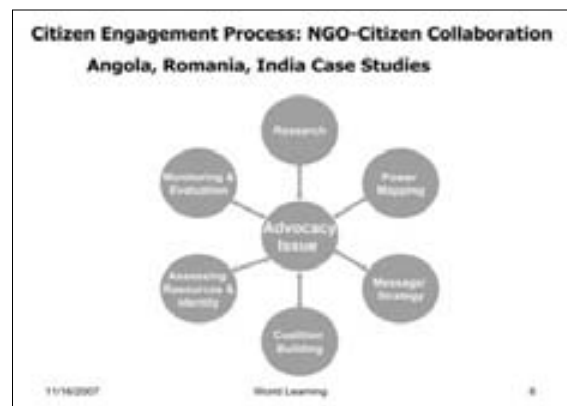 Citizen Engagement Process: NGO-Citizen Collaboration
Angola, Romania, India Case Studies
Research
Monitoring &
Evaluation
Power
Mapping
Advocacy
Issue
Assessing
Resources &
Identity
Message/
Strategy
Coalition
Building
11/16/2007
World Learning
6